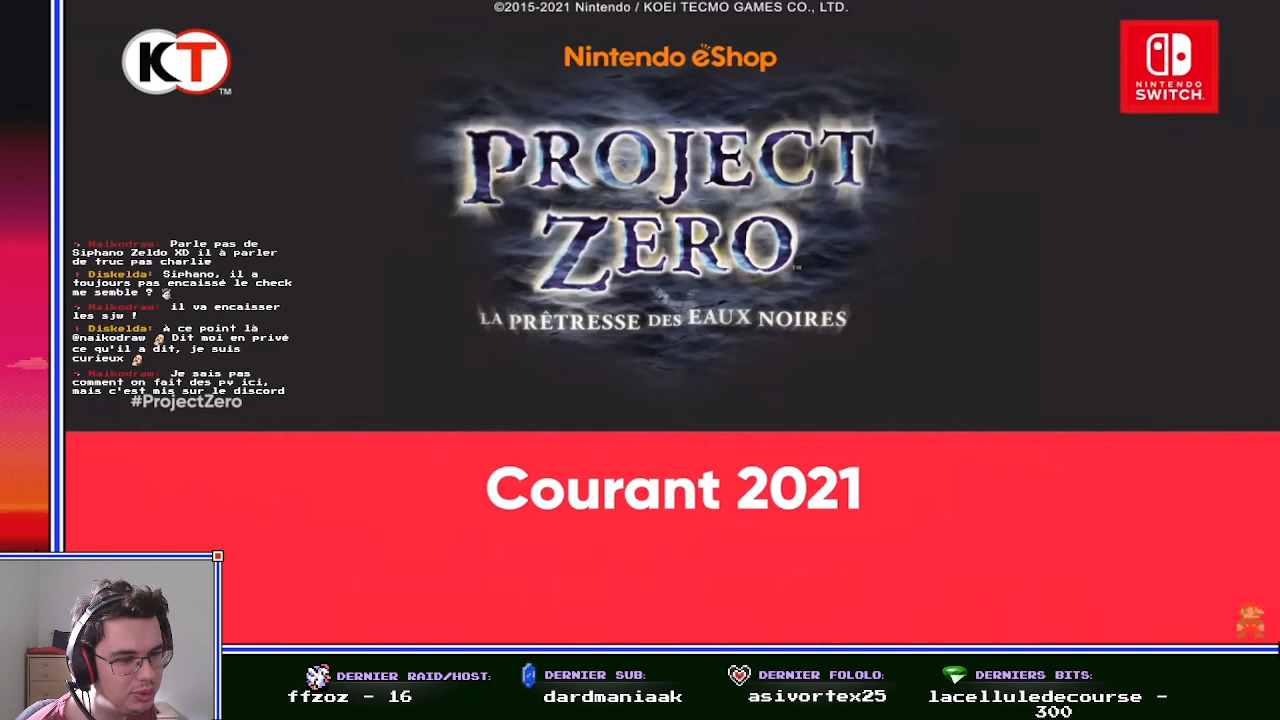 ©2015-2021 Nintendo / KOEI TECMO GAMES CO., LTD.
KT
TM
Nintendo eShop
NINTENDO
SWITCH
PROJECT
ZERO
LA PRÊTRESSE DES EAUX NOIRES
Naikodraw: Parle pas de
Siphano Zeldo XD il à parler
de truc pas charlie
Diskelda: Siphano, il a
toujours pas encaissé le check
me semble ?
Naikodraw: il va encaisser
les sjw !
Diskelda: À ce point là
@naikodraw Dit moi en privé
ce qu'il a dit, je suis
curieux
Naikodraw: Je sais pas
comment on fait des pv ici,
mais c'est mis sur le discord
#ProjectZero
Courant 2021
DERNIER RAID/HOST:
ffzoz - 16
DERNIER SUB:
dardmaniaak
DERNIER FOLOLO:
asivortex25
DERNIERS BITS:
lacelluledecourse -
300